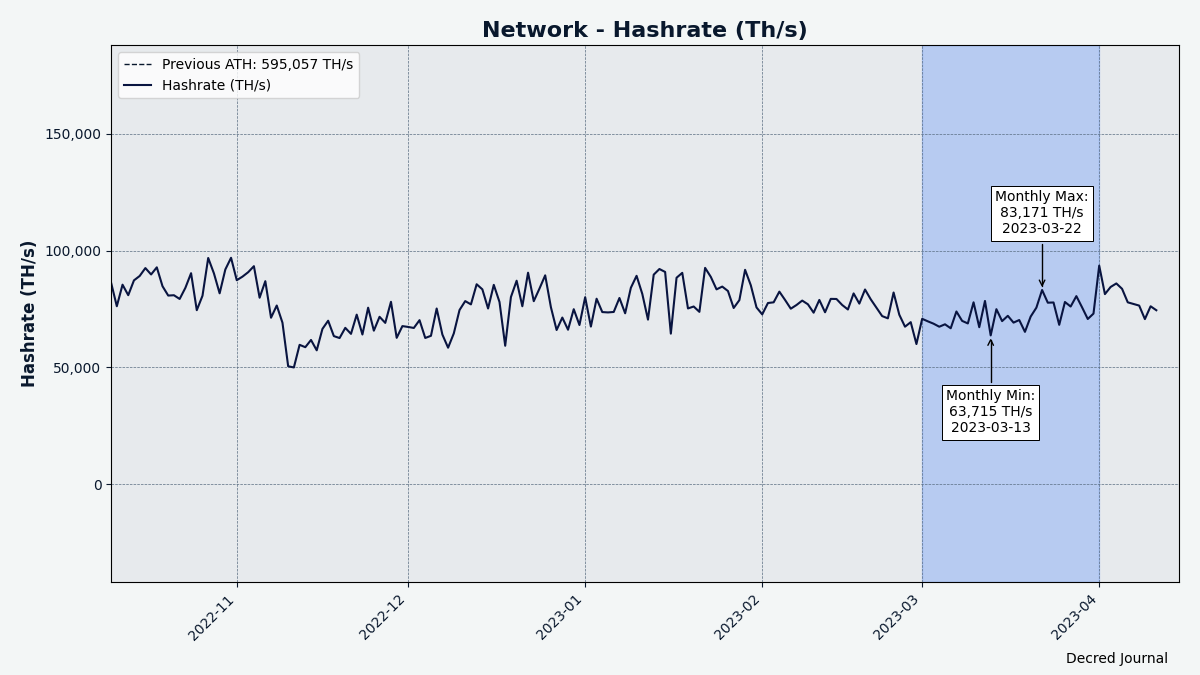 Network - Hashrate (Th/s)
Previous ATH: 595,057 TH/s
Hashrate (TH/s)
Hashrate (TH/s)
150,000
100,000
50,000
0
Monthly Max:
83,171 TH/s
2023-03-22
Monthly Min:
63,715 TH/s
2023-03-13
2022-11
2022-12
2023-01
2023-02
2023-03
2023-04
Decred Journal